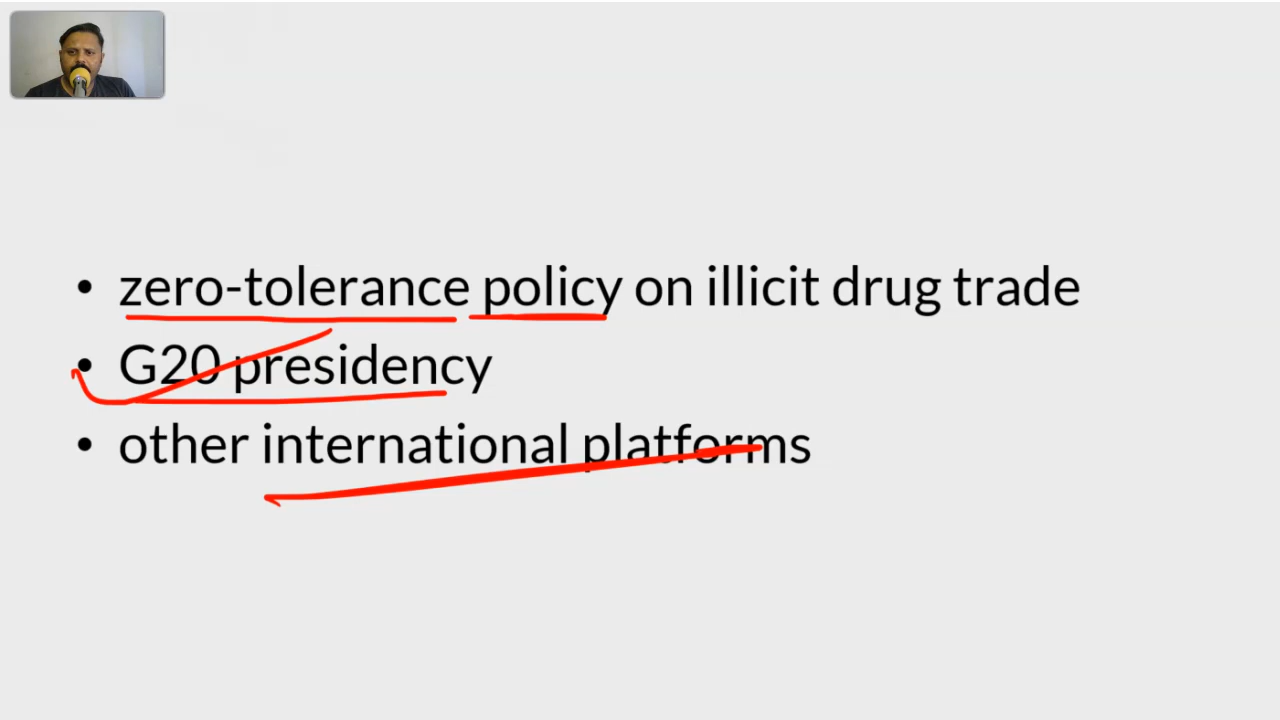 • zero-tolerance policy on illicit drug trade
• G20 presidency
• other international platforms